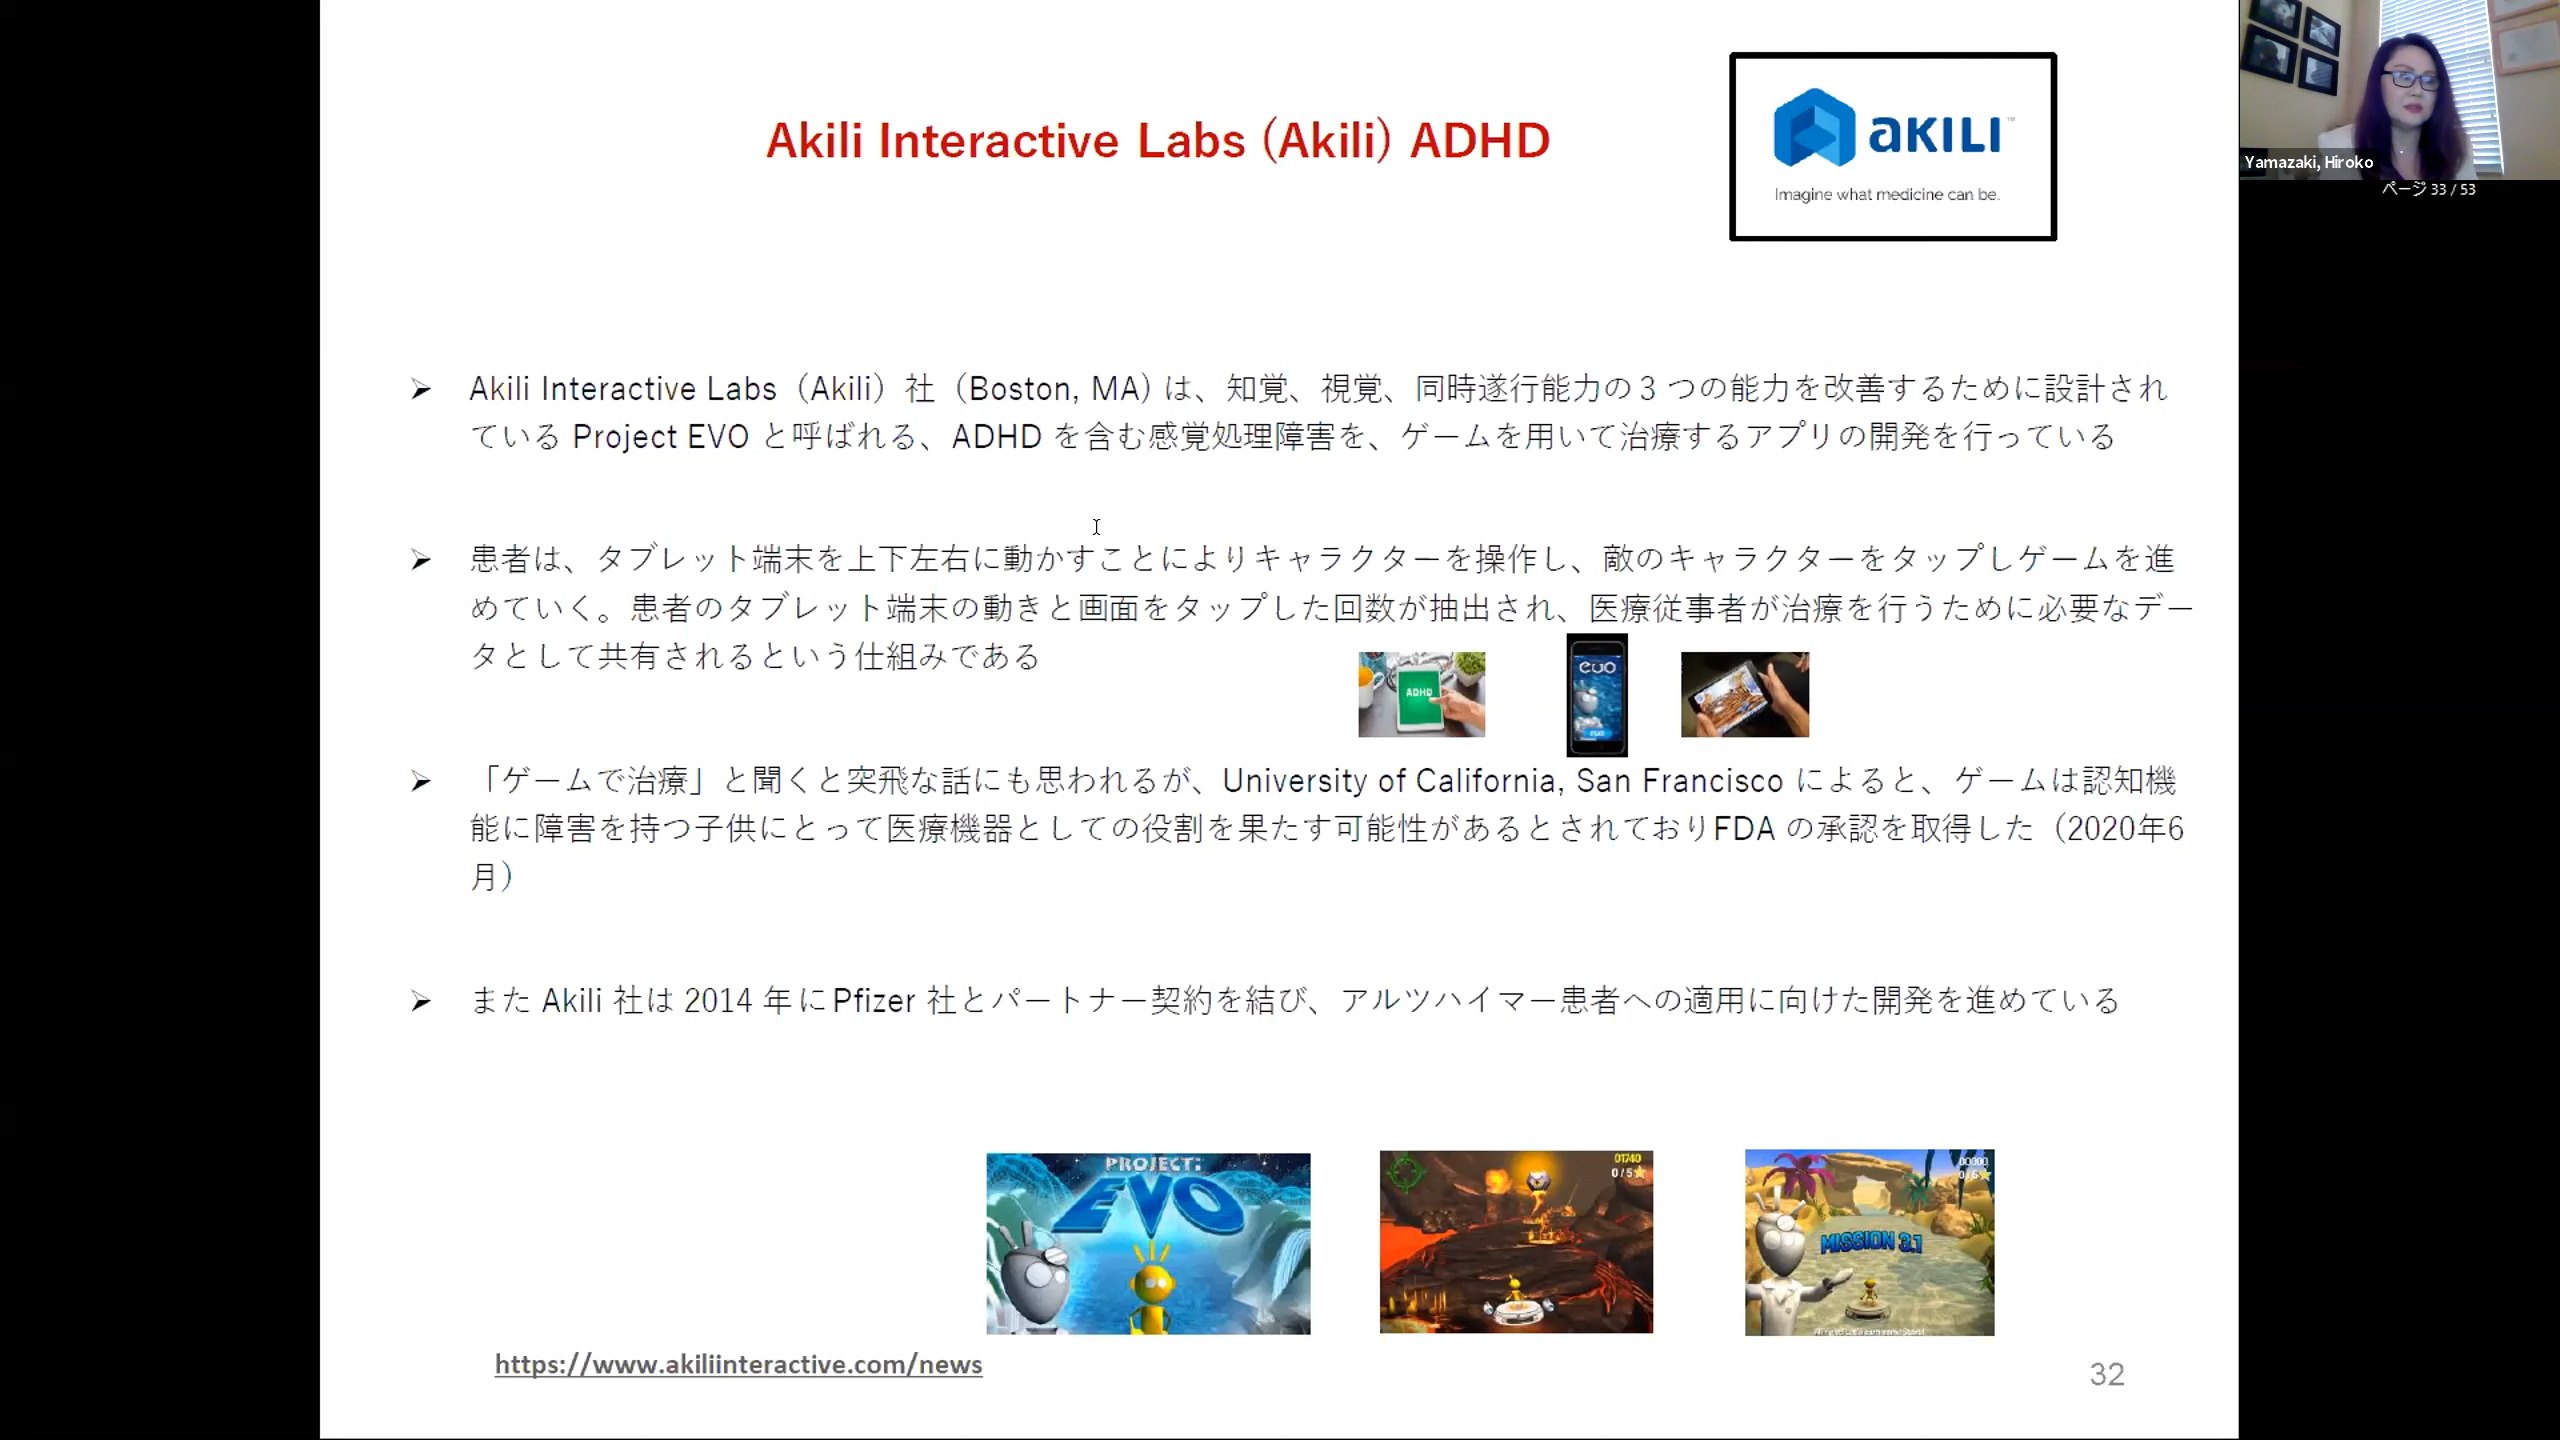 Akili Interactive Labs (Akili) ADHD
AKILI™
Imagine what medicine can be.
Yamazaki, Hiroko
ページ 33 / 53
➢ Akili Interactive Labs（Akili）社（Boston, MA) は、知覚、視覚、同時遂行能力の3 つの能力を改善するために設計され
ている Project EVO と呼ばれる、ADHD を含む感覚処理障害を、ゲームを用いて治療するアプリの開発を行っている
➢ 患者は、タブレット端末を上下左右に動かすことによりキャラクターを操作し、敵のキャラクターをタップしゲームを進
めていく。患者のタブレット端末の動きと画面をタップした回数が抽出され、医療従事者が治療を行うために必要なデー
タとして共有されるという仕組みである
ADHD
EVO
➢ 「ゲームで治療」と聞くと突飛な話にも思われるが、University of California, San Francisco によると、ゲームは認知機
能に障害を持つ子供にとって医療機器としての役割を果たす可能性があるとされておりFDA の承認を取得した（2020年6
月）
➢ また Akili 社は 2014 年にPfizer 社とパートナー契約を結び、アルツハイマー患者への適用に向けた開発を進めている
PROJECT:
EVO
01740
0/5
00000
0/5
MISSION 3.1
https://www.akiliinteractive.com/news
32